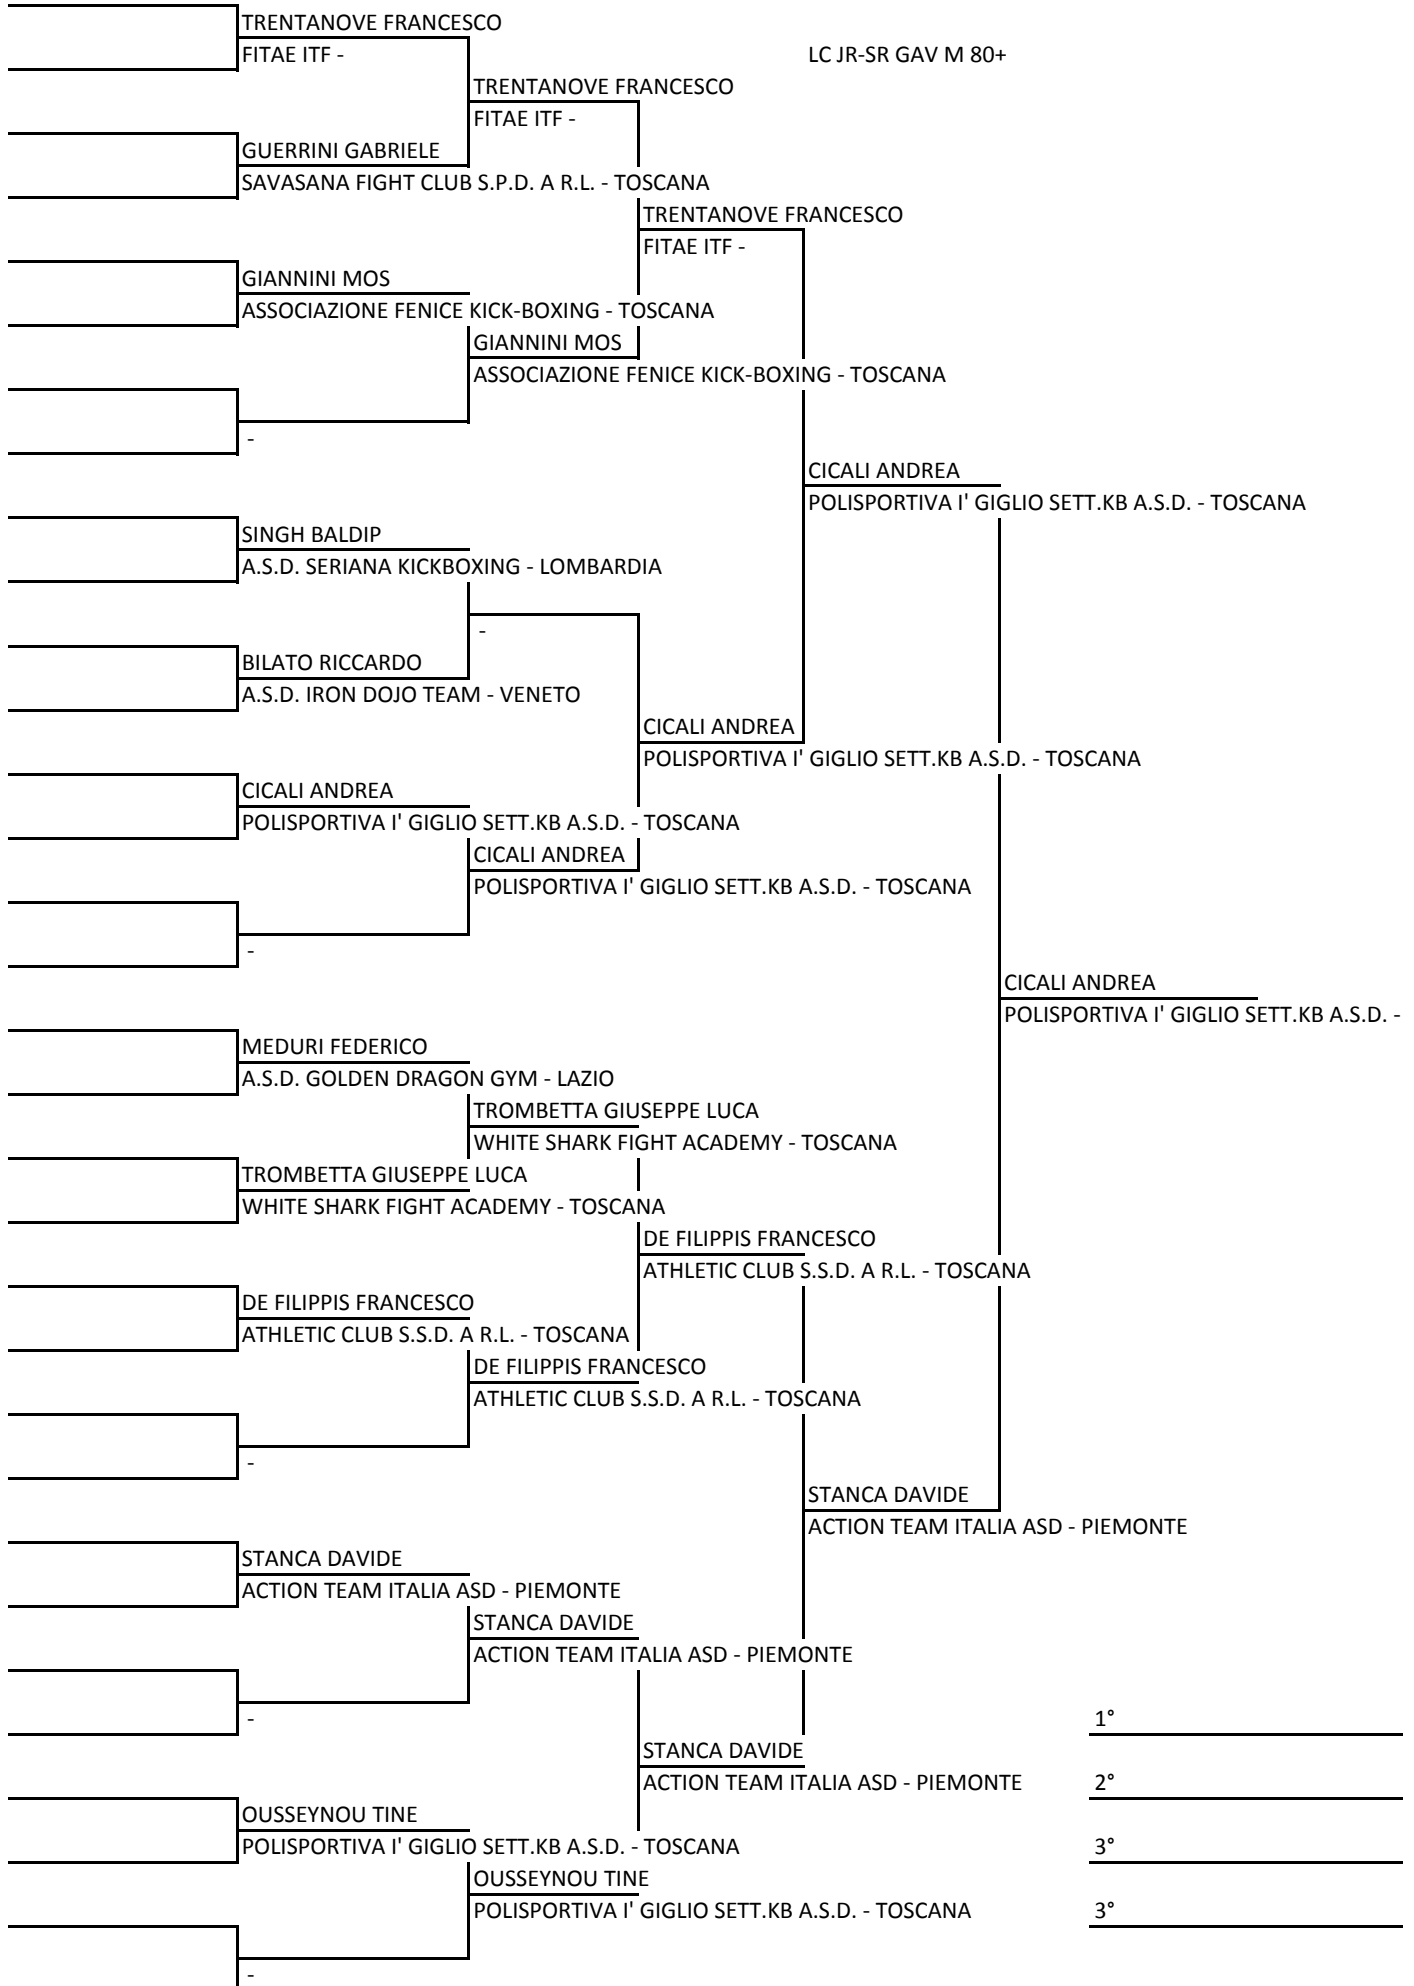 TRENTANOVE FRANCESCO
FITAE ITF -
LC JR-SR GAV M 80+
TRENTANOVE FRANCESCO
FITAE ITF -
GUERRINI GABRIELE
SAVASANA FIGHT CLUB S.P.D. A R.L. - TOSCANA
TRENTANOVE FRANCESCO
FITAE ITF -
GIANNINI MOS
ASSOCIAZIONE FENICE KICK-BOXING - TOSCANA
GIANNINI MOS
ASSOCIAZIONE FENICE KICK-BOXING - TOSCANA
-
CICALI ANDREA
POLISPORTIVA I' GIGLIO SETT.KB A.S.D. - TOSCANA
SINGH BALDIP
A.S.D. SERIANA KICKBOXING - LOMBARDIA
-
BILATO RICCARDO
A.S.D. IRON DOJO TEAM - VENETO
CICALI ANDREA
POLISPORTIVA I' GIGLIO SETT.KB A.S.D. - TOSCANA
CICALI ANDREA
POLISPORTIVA I' GIGLIO SETT.KB A.S.D. - TOSCANA
CICALI ANDREA
POLISPORTIVA I' GIGLIO SETT.KB A.S.D. - TOSCANA
-
CICALI ANDREA
POLISPORTIVA I' GIGLIO SETT.KB A.S.D. -
MEDURI FEDERICO
A.S.D. GOLDEN DRAGON GYM - LAZIO
TROMBETTA GIUSEPPE LUCA
WHITE SHARK FIGHT ACADEMY - TOSCANA
TROMBETTA GIUSEPPE LUCA
WHITE SHARK FIGHT ACADEMY - TOSCANA
DE FILIPPIS FRANCESCO
ATHLETIC CLUB S.S.D. A R.L. - TOSCANA
DE FILIPPIS FRANCESCO
ATHLETIC CLUB S.S.D. A R.L. - TOSCANA
DE FILIPPIS FRANCESCO
ATHLETIC CLUB S.S.D. A R.L. - TOSCANA
-
STANCA DAVIDE
ACTION TEAM ITALIA ASD - PIEMONTE
STANCA DAVIDE
ACTION TEAM ITALIA ASD - PIEMONTE
STANCA DAVIDE
ACTION TEAM ITALIA ASD - PIEMONTE
-
1°
STANCA DAVIDE
ACTION TEAM ITALIA ASD - PIEMONTE
2°
OUSSEYNOU TINE
POLISPORTIVA I' GIGLIO SETT.KB A.S.D. - TOSCANA
3°
OUSSEYNOU TINE
POLISPORTIVA I' GIGLIO SETT.KB A.S.D. - TOSCANA
3°
-